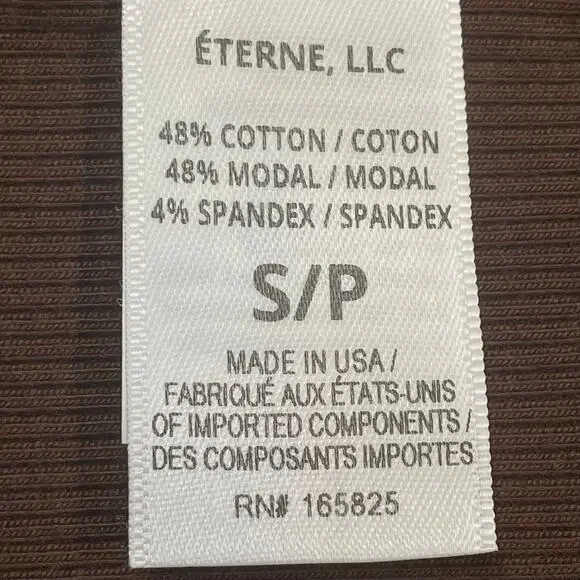 ÉTERNE, LLC
48% COTTON / COTON
48% MODAL / MODAL
4% SPANDEX / SPANDEX
S/P
MADE IN USA /
FABRIQUÉ AUX ÉTATS-UNIS
OF IMPORTED COMPONENTS /
DES COMPOSANTS IMPORTES
RN# 165825